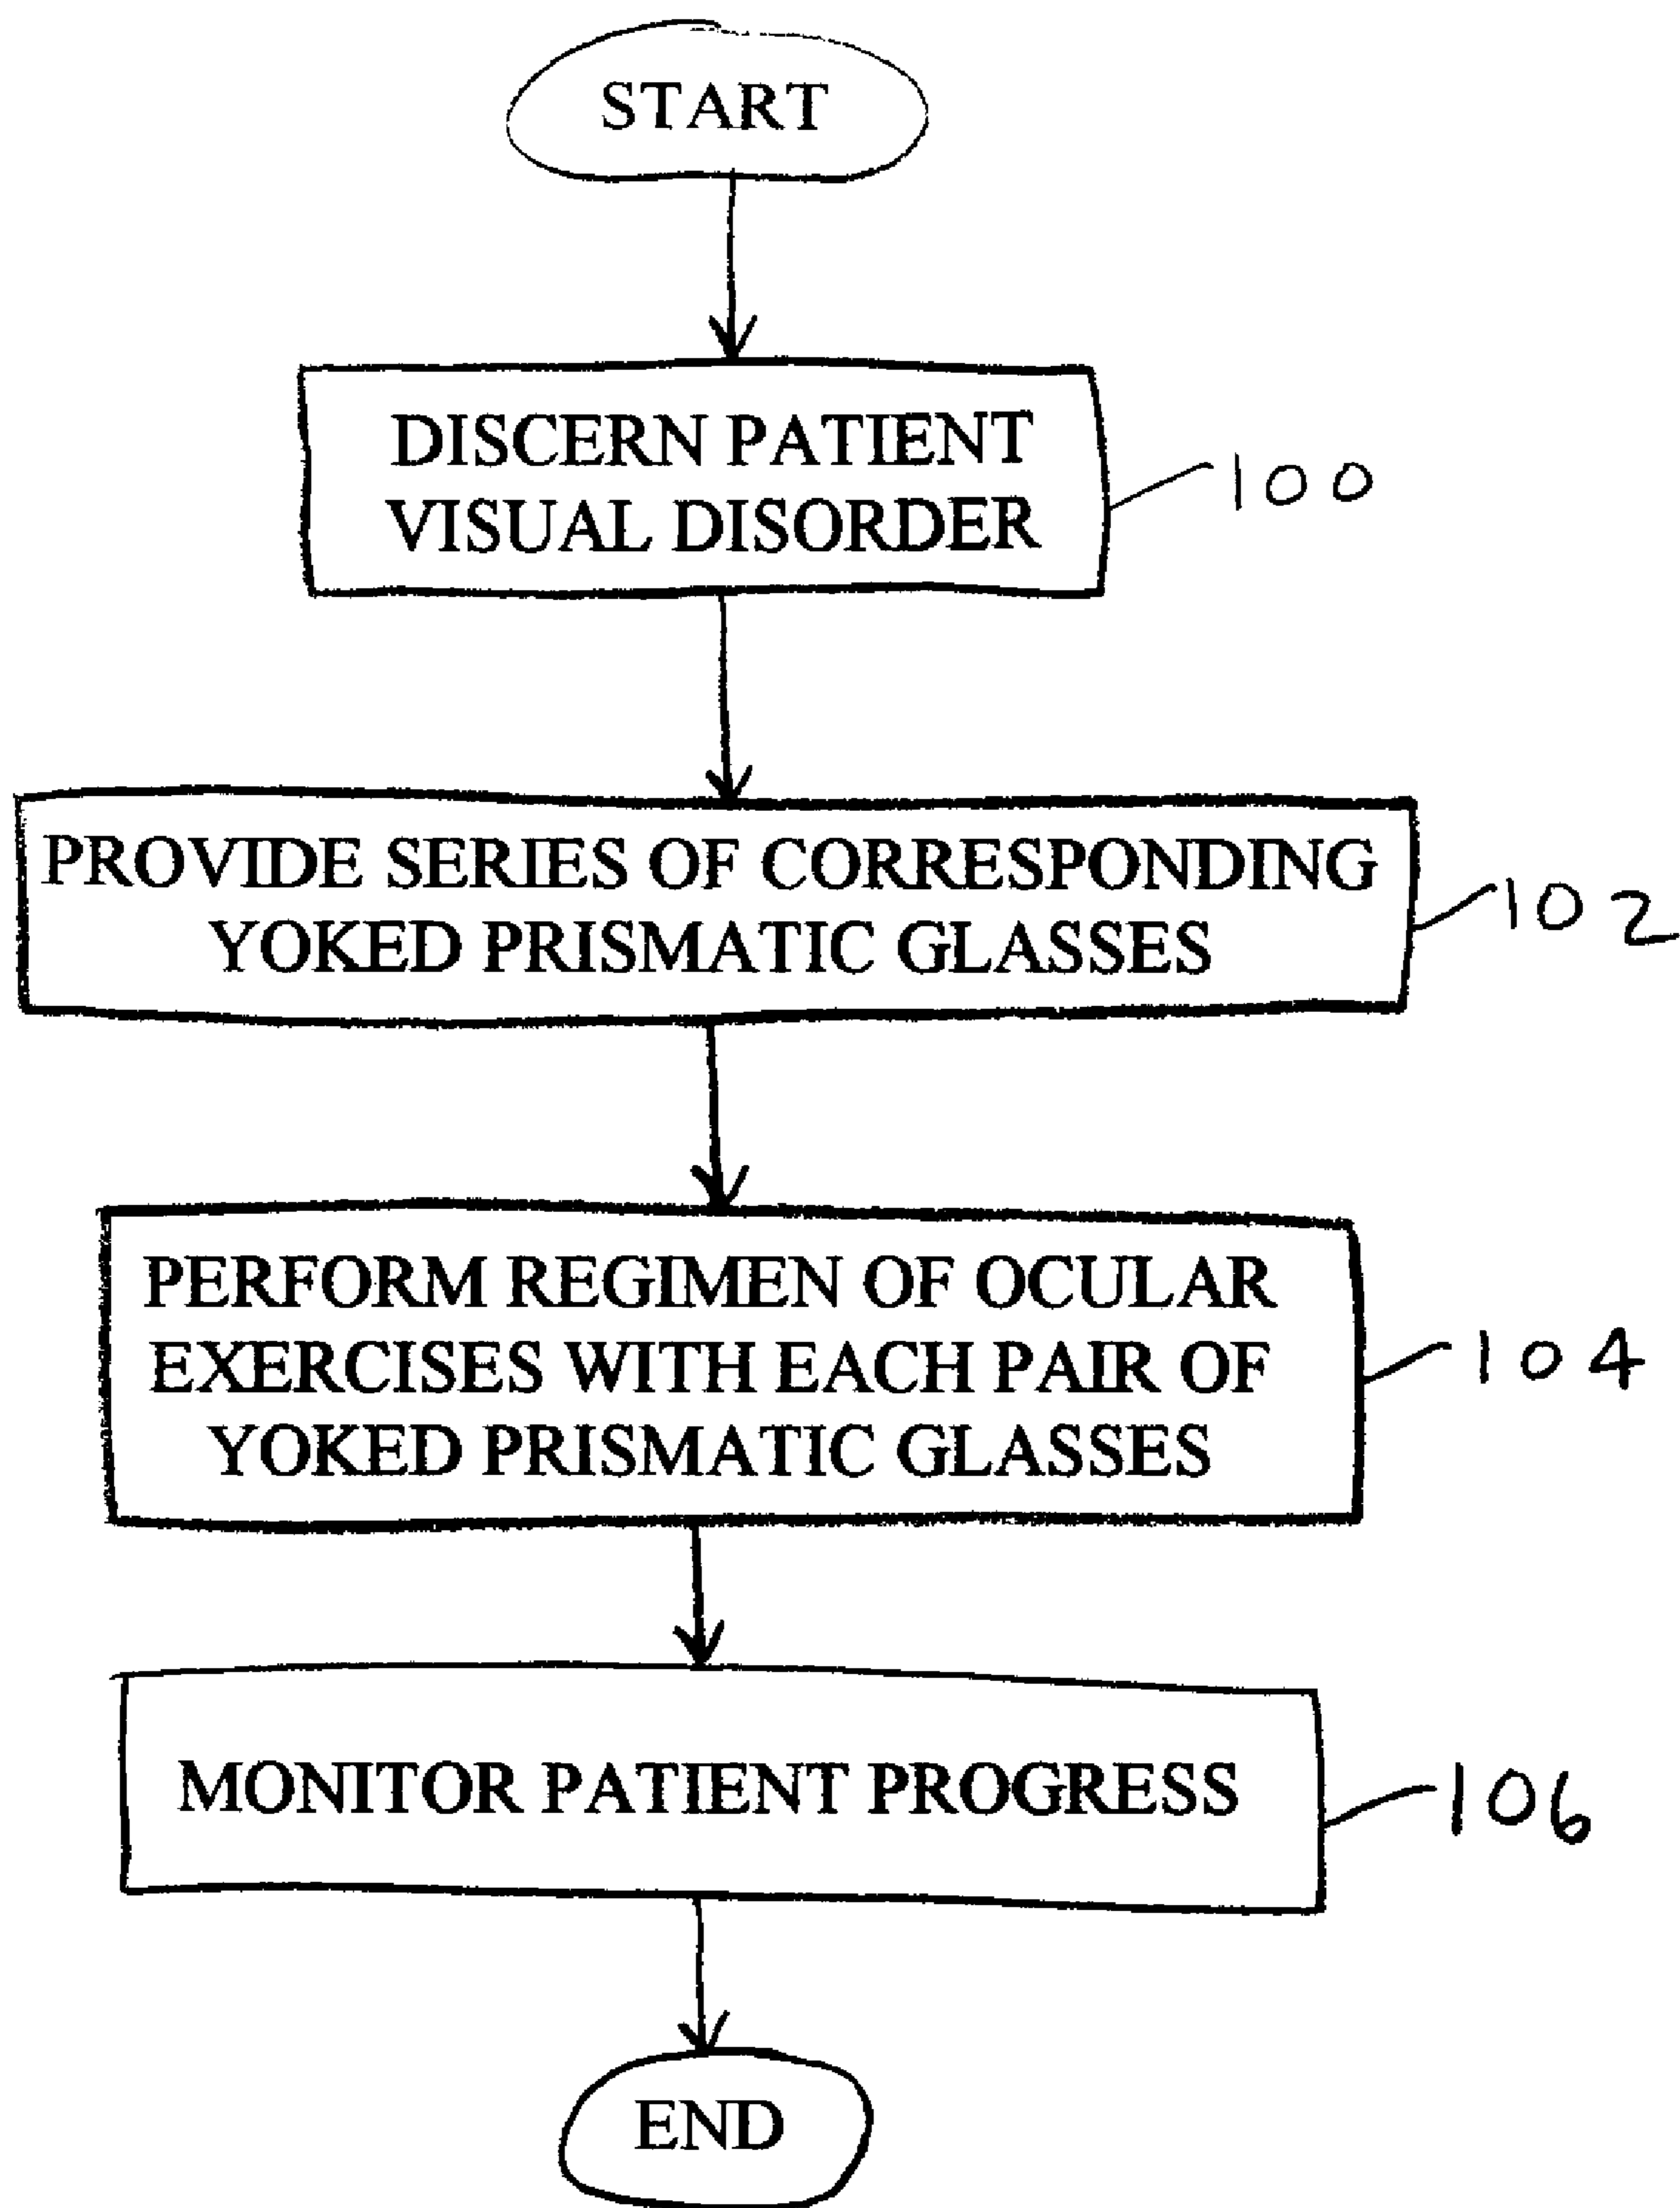 START
DISCERN PATIENT
VISUAL DISORDER
100
PROVIDE SERIES OF CORRESPONDING
YOKED PRISMATIC GLASSES
102
PERFORM REGIMEN OF OCULAR
EXERCISES WITH EACH PAIR OF
YOKED PRISMATIC GLASSES
104
MONITOR PATIENT PROGRESS
106
END